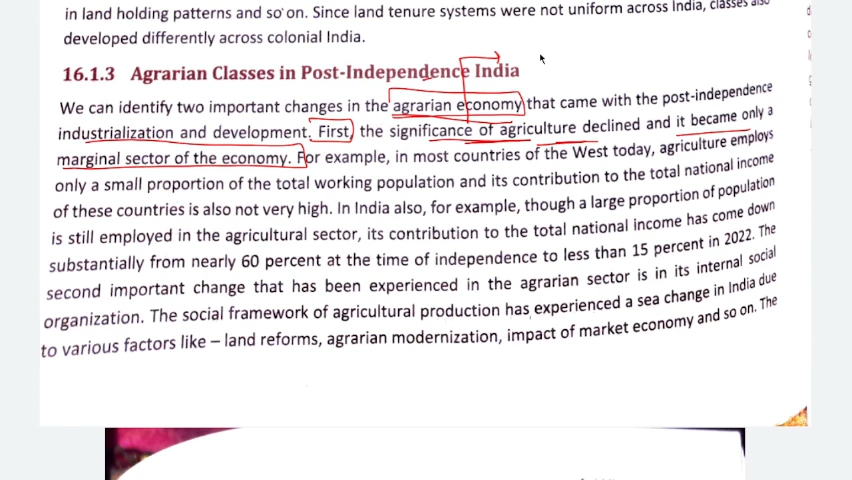 in land holding patterns and so on. Since land tenure systems were not uniform across India, classes also
developed differently across colonial India.
16.1.3 Agrarian Classes in Post-Independence India
We can identify two important changes in the agrarian economy that came with the post-independence
industrialization and development. First, the significance of agriculture declined and it became only a
marginal sector of the economy. For example, in most countries of the West today, agriculture employs
only a small proportion of the total working population and its contribution to the total national income
of these countries is also not very high. In India also, for example, though a large proportion of population
is still employed in the agricultural sector, its contribution to the total national income has come down
substantially from nearly 60 percent at the time of independence to less than 15 percent in 2022. The
second important change that has been experienced in the agrarian sector is in its internal social
organization. The social framework of agricultural production has experienced a sea change in India due
to various factors like – land reforms, agrarian modernization, impact of market economy and so on. The